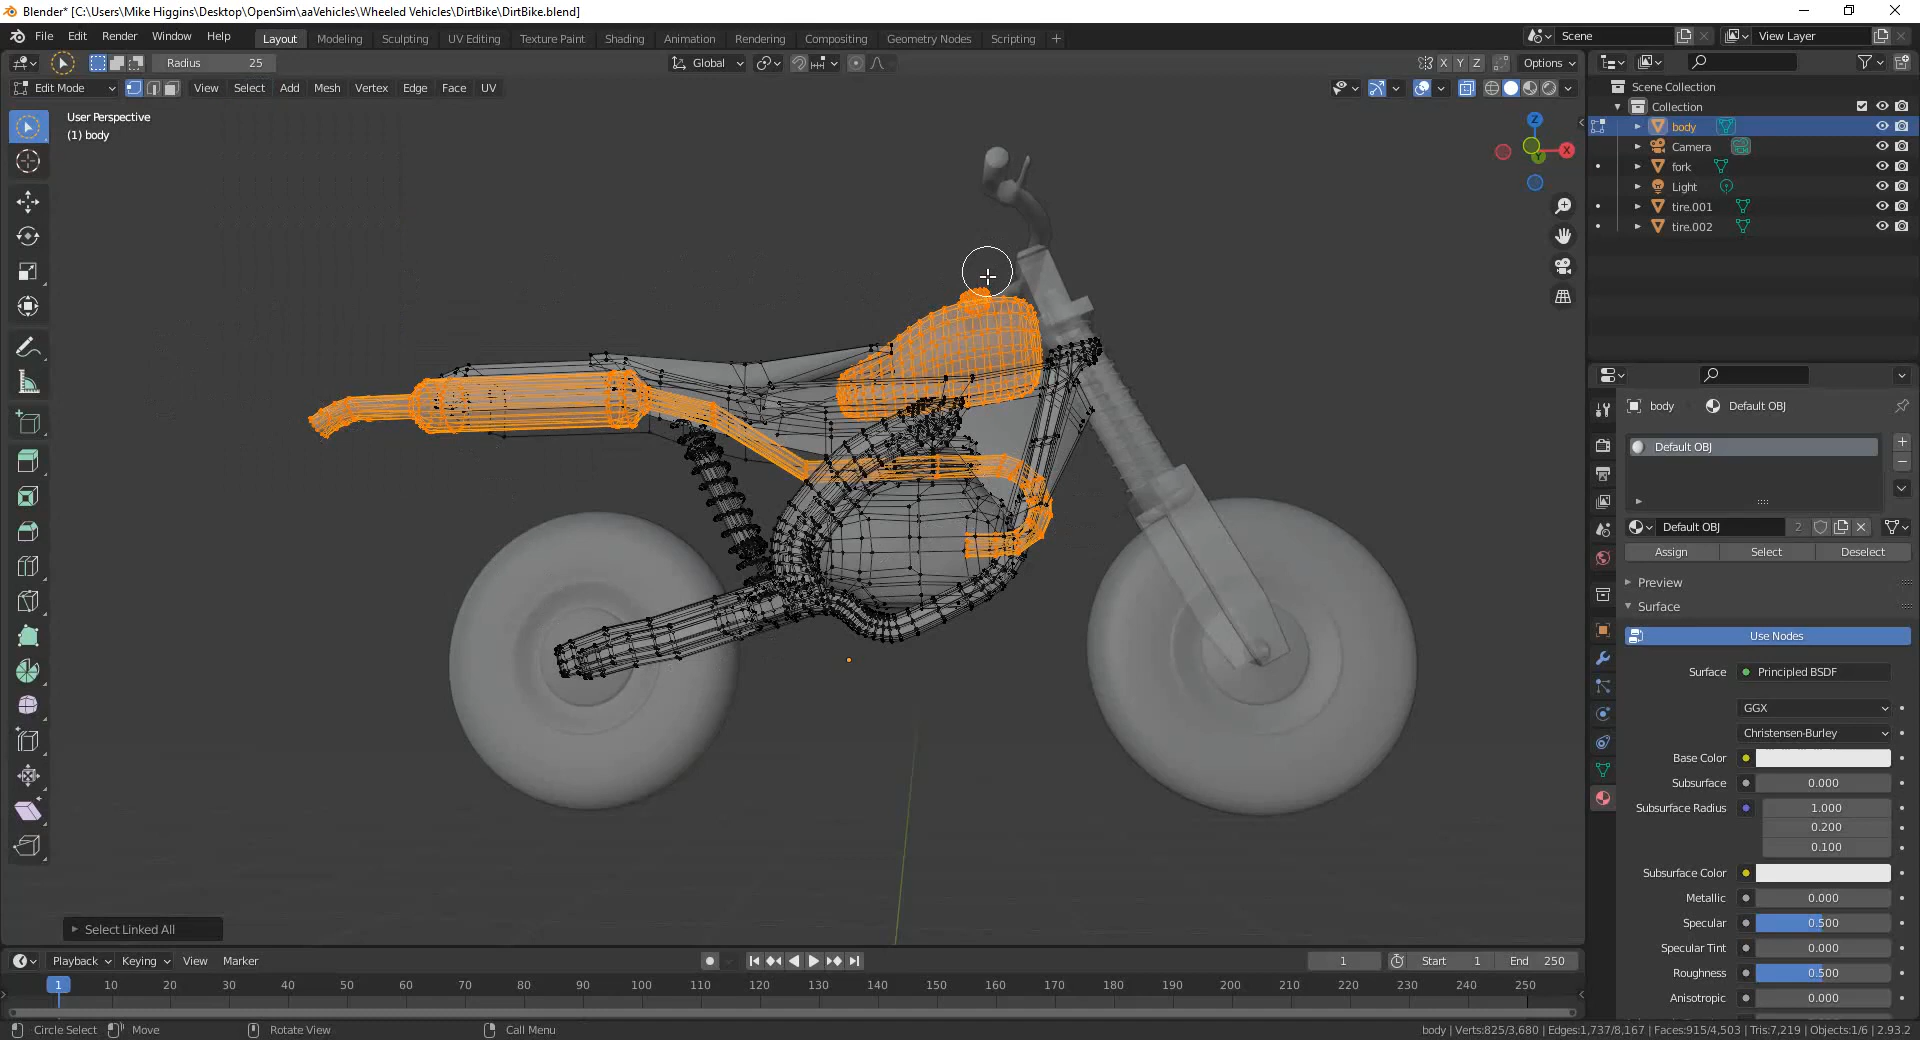 Blender* [C:\Users\Mike Higgins\Desktop\OpenSim\aaVehicles\Wheeled Vehicles\DirtBike\DirtBike.blend]
File Edit Render Window Help Layout Modeling Sculpting UV Editing Texture Paint Shading Animation Rendering Compositing Geometry Nodes Scripting + Scene View Layer
Radius 25 Global X Y Z Options
Edit Mode View Select Add Mesh Vertex Edge Face UV
User Perspective
(1) body
Z
X
Y
Scene Collection
Collection
body
Camera
fork
Light
tire.001
tire.002
body Default OBJ
Default OBJ
Default OBJ 2
Assign Select Deselect
Preview
Surface
Use Nodes
Surface Principled BSDF
GGX
Christensen-Burley
Base Color
Subsurface 0.000
Subsurface Radius 1.000
0.200
0.100
Subsurface Color
Metallic 0.000
Specular 0.500
Specular Tint 0.000
Roughness 0.500
Anisotropic 0.000
Select Linked All
Playback Keying View Marker 1 Start 1 End 250
1 10 20 30 40 50 60 70 80 90 100 110 120 130 140 150 160 170 180 190 200 210 220 230 240 250
Circle Select Move Rotate View Call Menu body | Verts:825/3,680 | Edges:1,737/8,167 | Faces:915/4,503 | Tris:7,219 | Objects:1/6 | 2.93.2